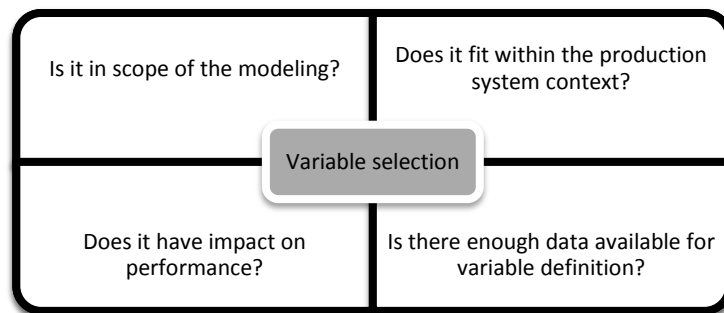 Is it in scope of the modeling?
Does it fit within the production
system context?
Variable selection
Does it have impact on
performance?
Is there enough data available for
variable definition?